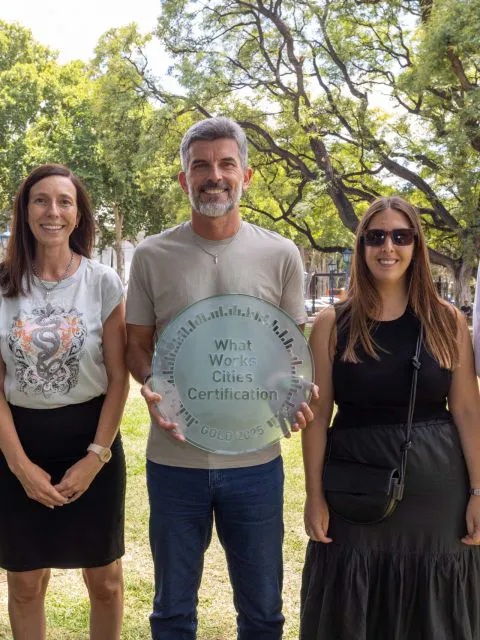 What
Works
Cities
Certification
GOLD 2025